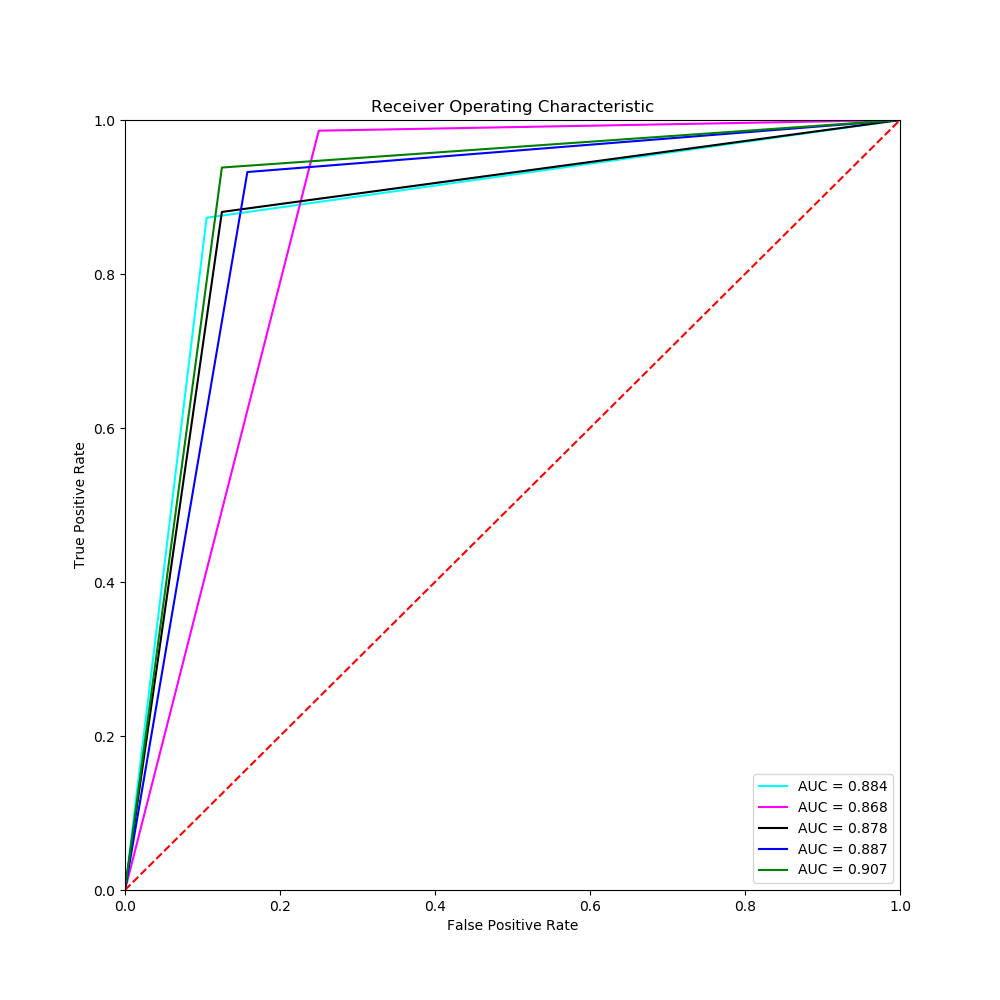 Receiver Operating Characteristic
True Positive Rate
1.0
0.8
0.6
0.4
0.2
0.0
0.0 0.2 0.4 0.6 0.8 1.0
False Positive Rate
AUC = 0.884
AUC = 0.868
AUC = 0.878
AUC = 0.887
AUC = 0.907